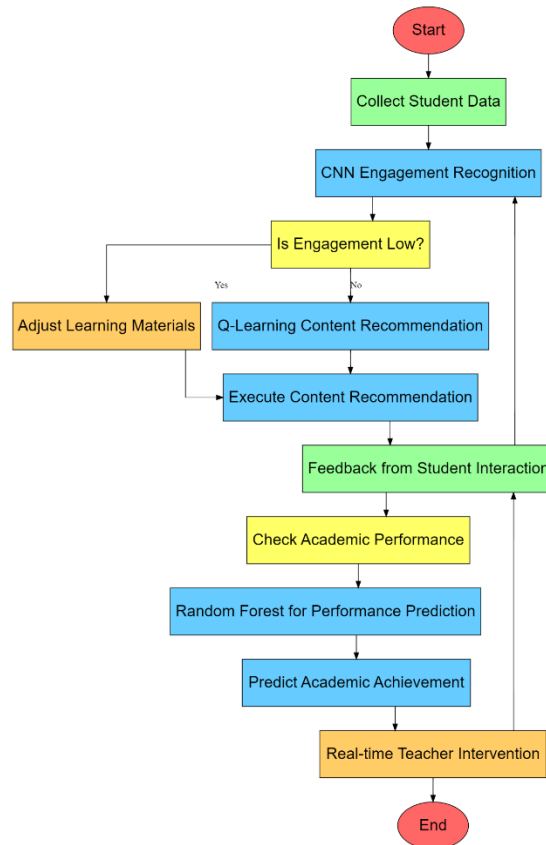 Start
Collect Student Data
CNN Engagement Recognition
Is Engagement Low?
Yes
No
Adjust Learning Materials
Q-Learning Content Recommendation
Execute Content Recommendation
Feedback from Student Interaction
Check Academic Performance
Random Forest for Performance Prediction
Predict Academic Achievement
Real-time Teacher Intervention
End